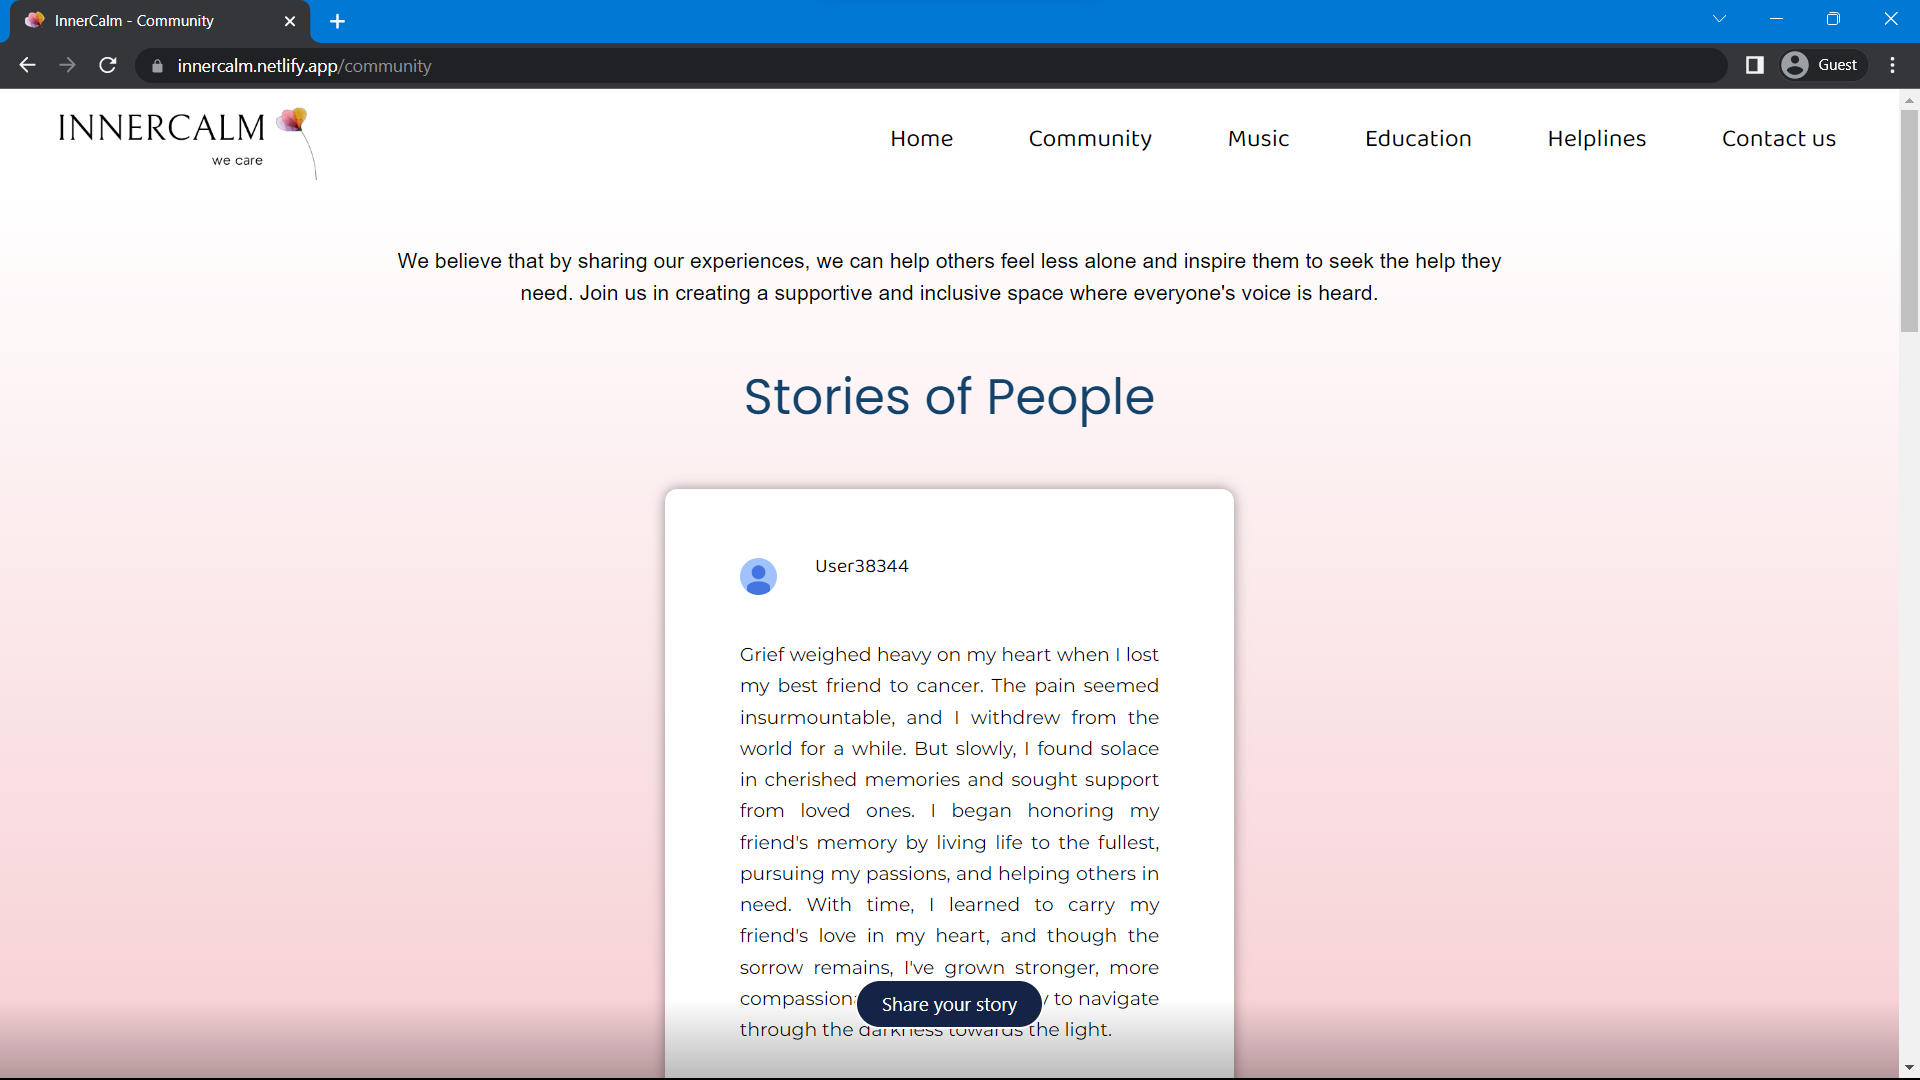 InnerCalm - Community
innercalm.netlify.app/community
Guest
INNERCALM
we care
Home
Community
Music
Education
Helplines
Contact us
We believe that by sharing our experiences, we can help others feel less alone and inspire them to seek the help they
need. Join us in creating a supportive and inclusive space where everyone's voice is heard.
Stories of People
User38344
Grief weighed heavy on my heart when I lost
my best friend to cancer. The pain seemed
insurmountable, and I withdrew from the
world for a while. But slowly, I found solace
in cherished memories and sought support
from loved ones. I began honoring my
friend's memory by living life to the fullest,
pursuing my passions, and helping others in
need. With time, I learned to carry my
friend's love in my heart, and though the
sorrow remains, I've grown stronger, more
to navigate
Share your story
through the darkness towards the light.